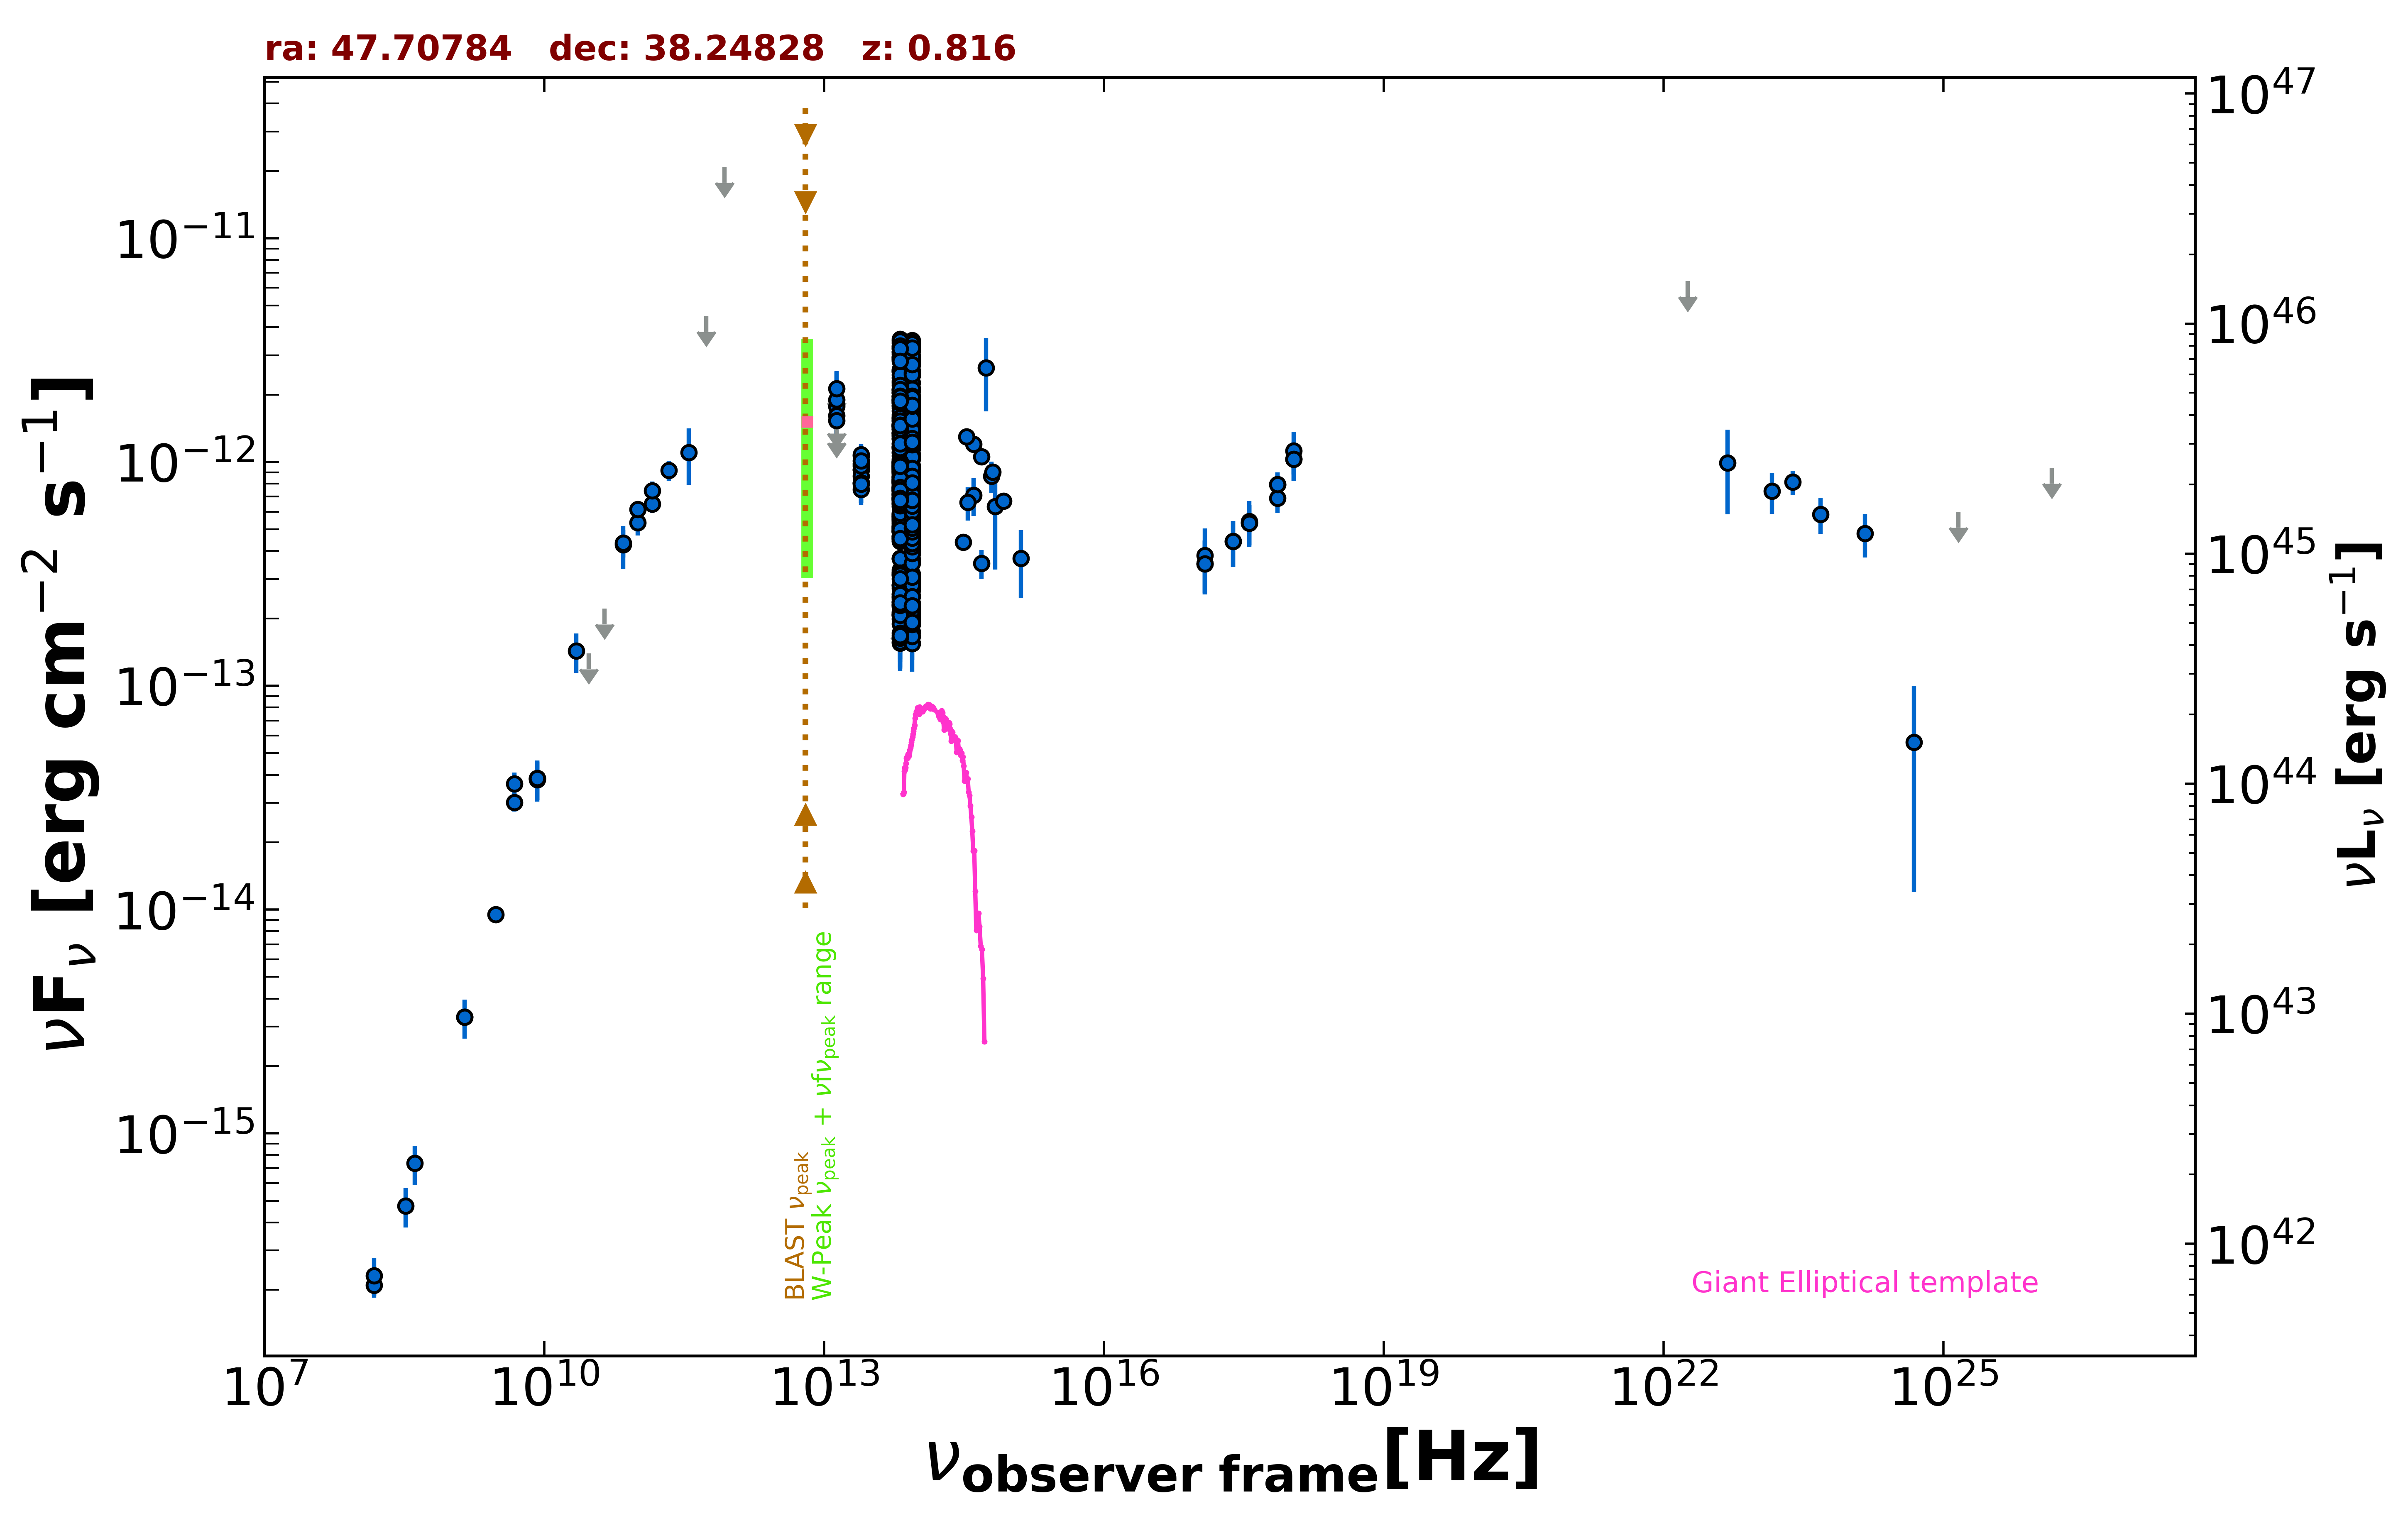 ra: 47.70784   dec: 38.24828   z: 0.816
10⁻¹¹
10⁻¹²
10⁻¹³
10⁻¹⁴
10⁻¹⁵
νFν [erg cm⁻² s⁻¹]
10⁴⁷
10⁴⁶
10⁴⁵
10⁴⁴
10⁴³
10⁴²
νLν [erg s⁻¹]
BLAST νpeak
W-Peak νpeak + νfνpeak range
Giant Elliptical template
10⁷ 10¹⁰ 10¹³ 10¹⁶ 10¹⁹ 10²² 10²⁵
νobserver frame[Hz]